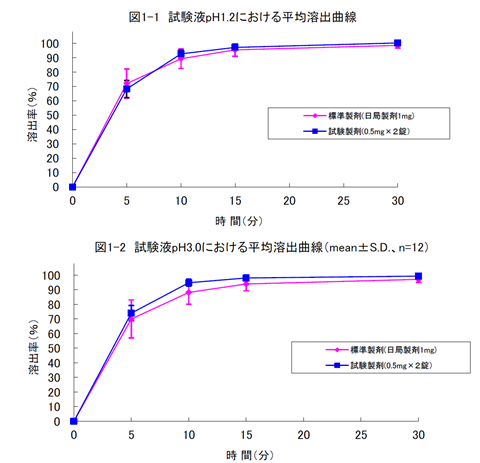 図1-1 試験液pH1.2における平均溶出曲線
溶出率(%)
100
90
80
70
60
50
40
30
20
10
0
0 5 10 15 20 25 30
時 間(分)
標準製剤(日局製剤1mg)
試験製剤(0.5mg×2錠)
図1-2 試験液pH3.0における平均溶出曲線(mean±S.D.、n=12)
溶出率(%)
100
90
80
70
60
50
40
30
20
10
0
0 5 10 15 20 25 30
時 間(分)
標準製剤(日局製剤1mg)
試験製剤(0.5mg×2錠)